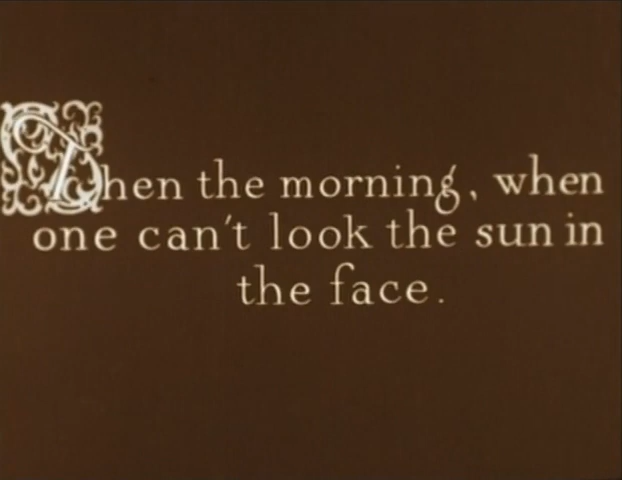 Then the morning, when
one can't look the sun in
the face.